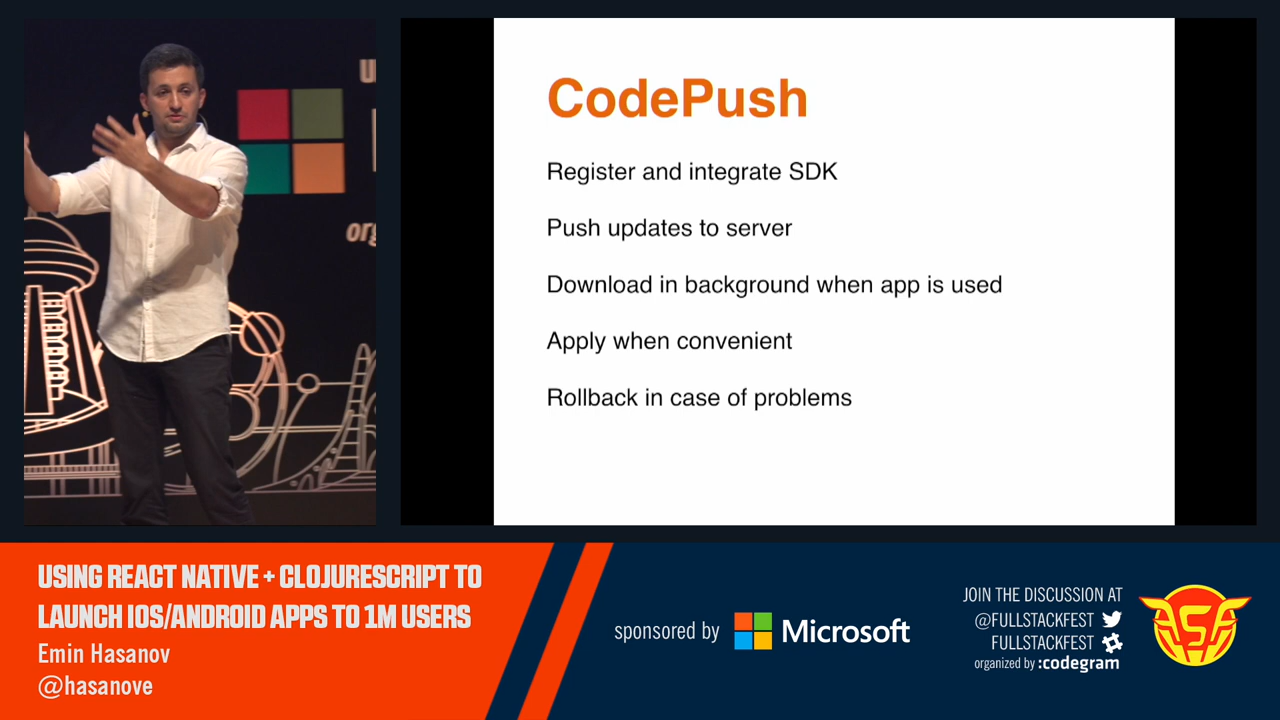 CodePush
Register and integrate SDK
Push updates to server
Download in background when app is used
Apply when convenient
Rollback in case of problems
USING REACT NATIVE + CLOJURESCRIPT TO
LAUNCH IOS/ANDROID APPS TO 1M USERS
Emin Hasanov
@hasanove
sponsored by Microsoft
JOIN THE DISCUSSION AT
@FULLSTACKFEST
FULLSTACKFEST
organized by :codegram
FSF